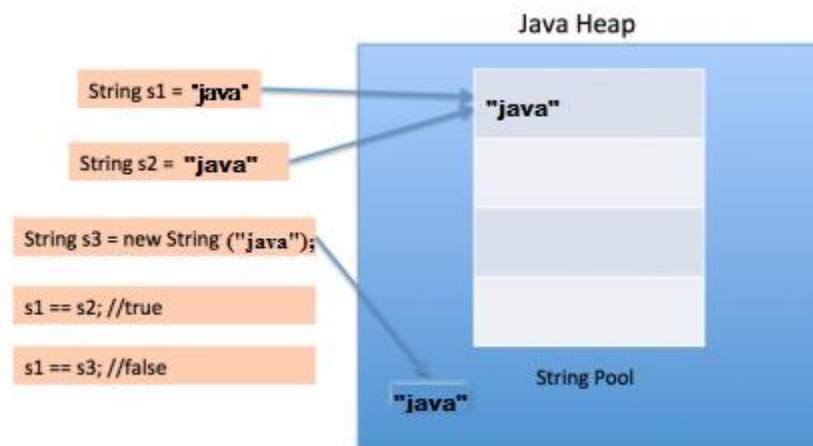 Java Heap
String s1 = "java"
"java"
String s2 = "java"
String s3 = new String ("java");
s1 == s2; //true
s1 == s3; //false
String Pool
"java"